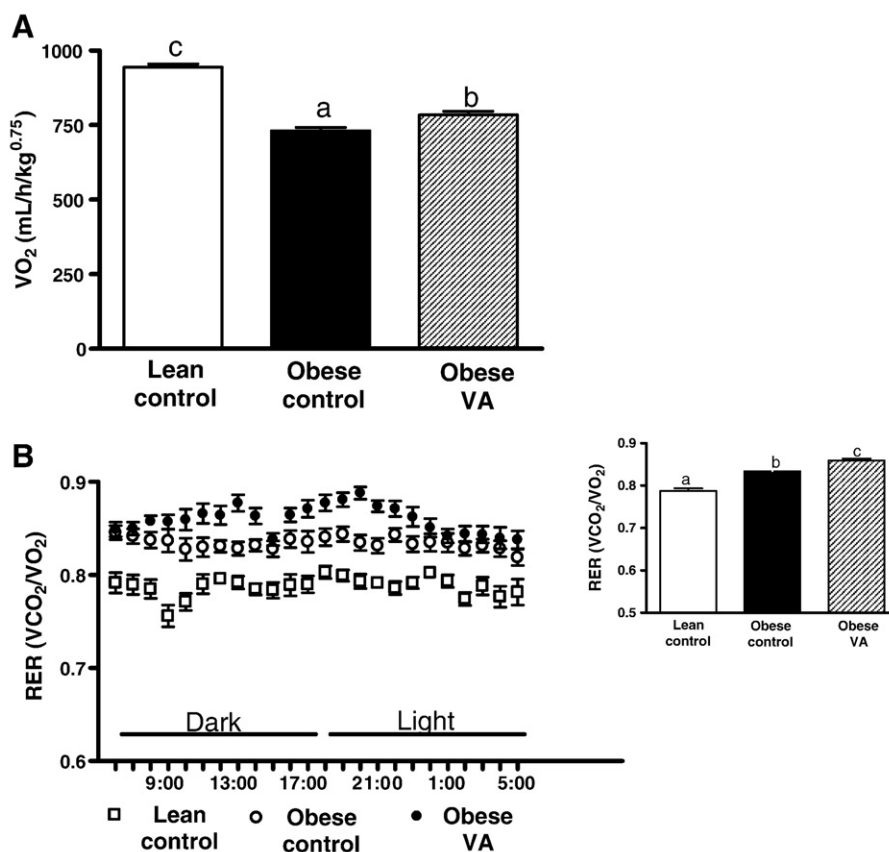 A
VO2 (mL/h/kg0.75)
1000
750
500
250
0
c
a
b
Lean control
Obese control
Obese VA
B
RER (VCO2/VO2)
0.9
0.8
0.7
0.6
Dark
Light
9:00 13:00 17:00 21:00 1:00 5:00
Lean control
Obese control
Obese VA
RER (VCO2/VO2)
0.9
0.8
0.7
0.6
0.5
a
b
c
Lean control
Obese control
Obese VA